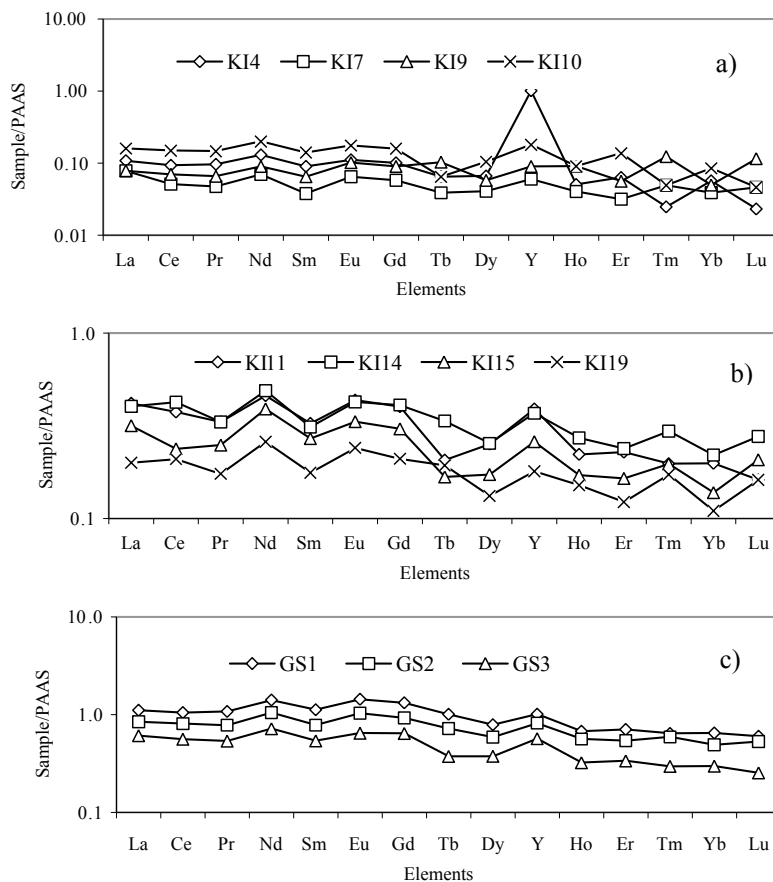 10.00
KI4 KI7 KI9 KI10
a)
1.00
0.10
0.01
Sample/PAAS
La Ce Pr Nd Sm Eu Gd Tb Dy Y Ho Er Tm Yb Lu
Elements
1.0
KI11 KI14 KI15 KI19
b)
Sample/PAAS
0.1
La Ce Pr Nd Sm Eu Gd Tb Dy Y Ho Er Tm Yb Lu
Elements
10.0
GS1 GS2 GS3
c)
1.0
Sample/PAAS
0.1
La Ce Pr Nd Sm Eu Gd Tb Dy Y Ho Er Tm Yb Lu
Elements